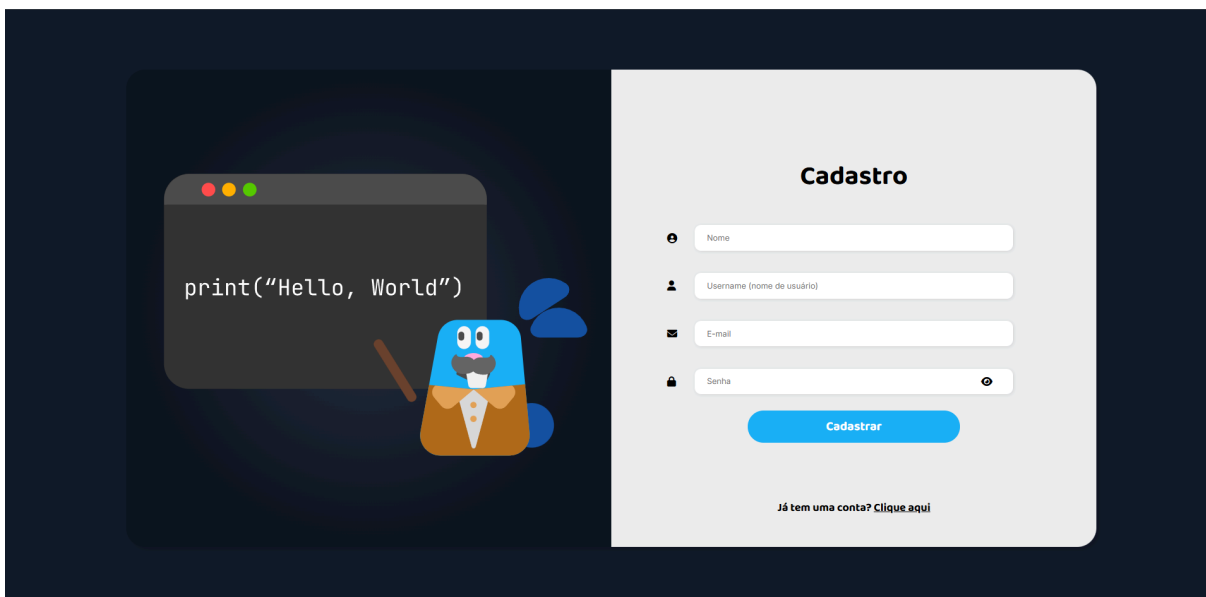 print(“Hello, World”)
Cadastro
Nome
Username (nome de usuário)
E-mail
Senha
Cadastrar
Já tem uma conta? Clique aqui